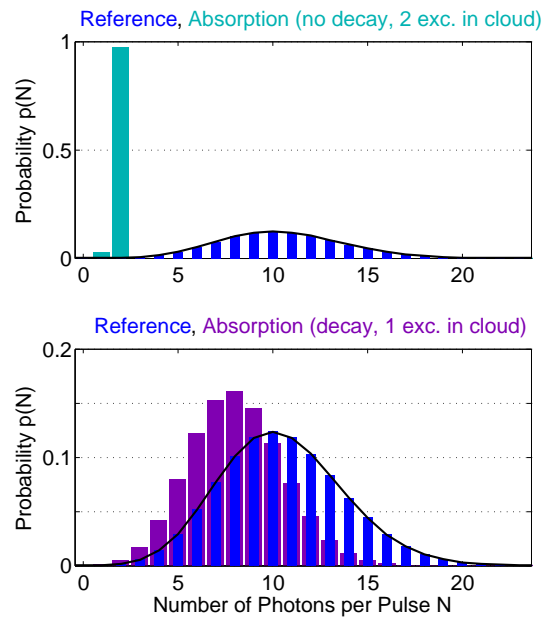 Reference, Absorption (no decay, 2 exc. in cloud)
1
0.5
0
Probability p(N)
0 5 10 15 20
Reference, Absorption (decay, 1 exc. in cloud)
0.2
0.1
0
Probability p(N)
0 5 10 15 20
Number of Photons per Pulse N